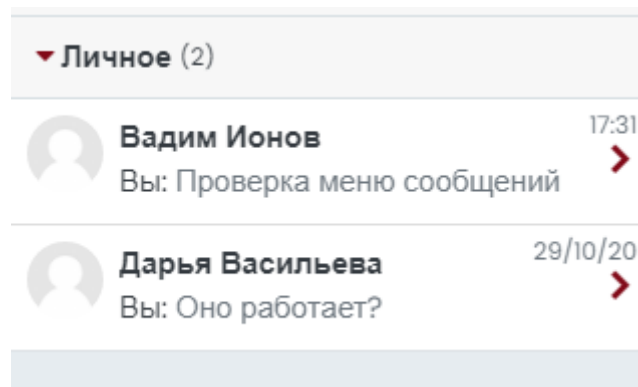 Личное (2)
Вадим Ионов
17:31
Вы: Проверка меню сообщений
Дарья Васильева
29/10/20
Вы: Оно работает?